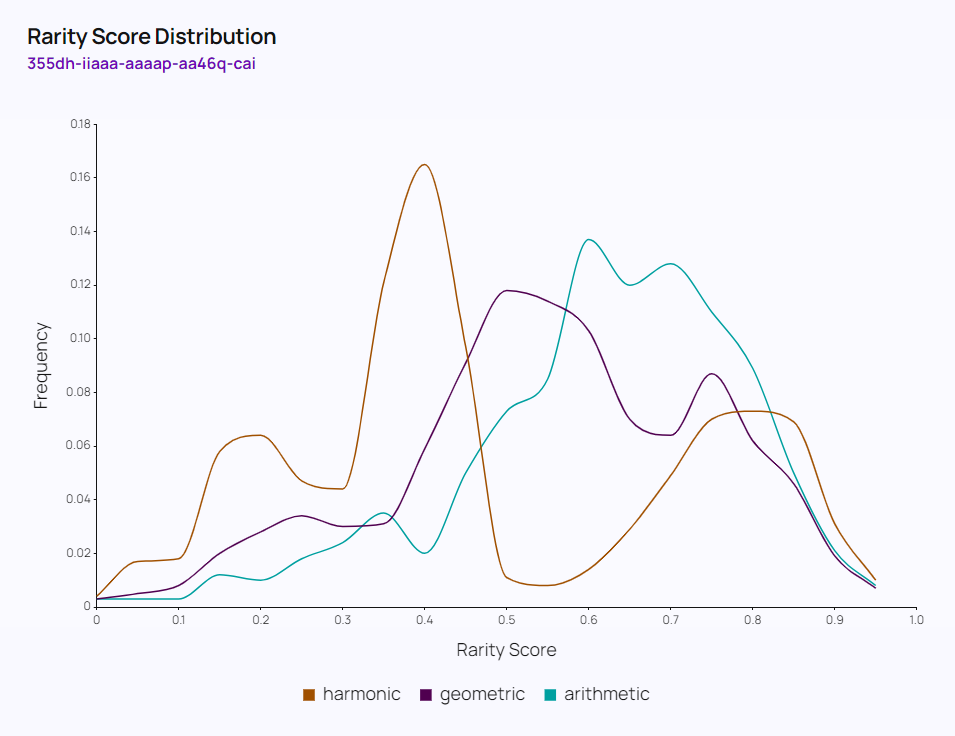 Rarity Score Distribution
355dh-iiaaa-aaaap-aa46q-cai
0.18
0.16
0.14
0.12
0.10
0.08
0.06
0.04
0.02
0
Frequency
0 0.1 0.2 0.3 0.4 0.5 0.6 0.7 0.8 0.9 1.0
Rarity Score
harmonic geometric arithmetic